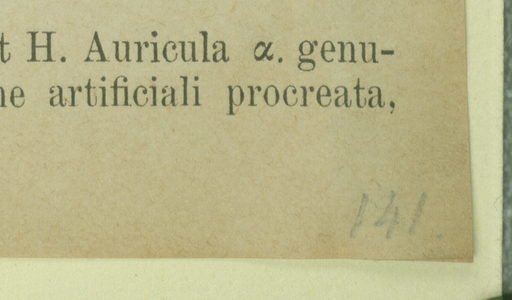 t H. Auricula α. genu-
ne artificiali procreata,
141